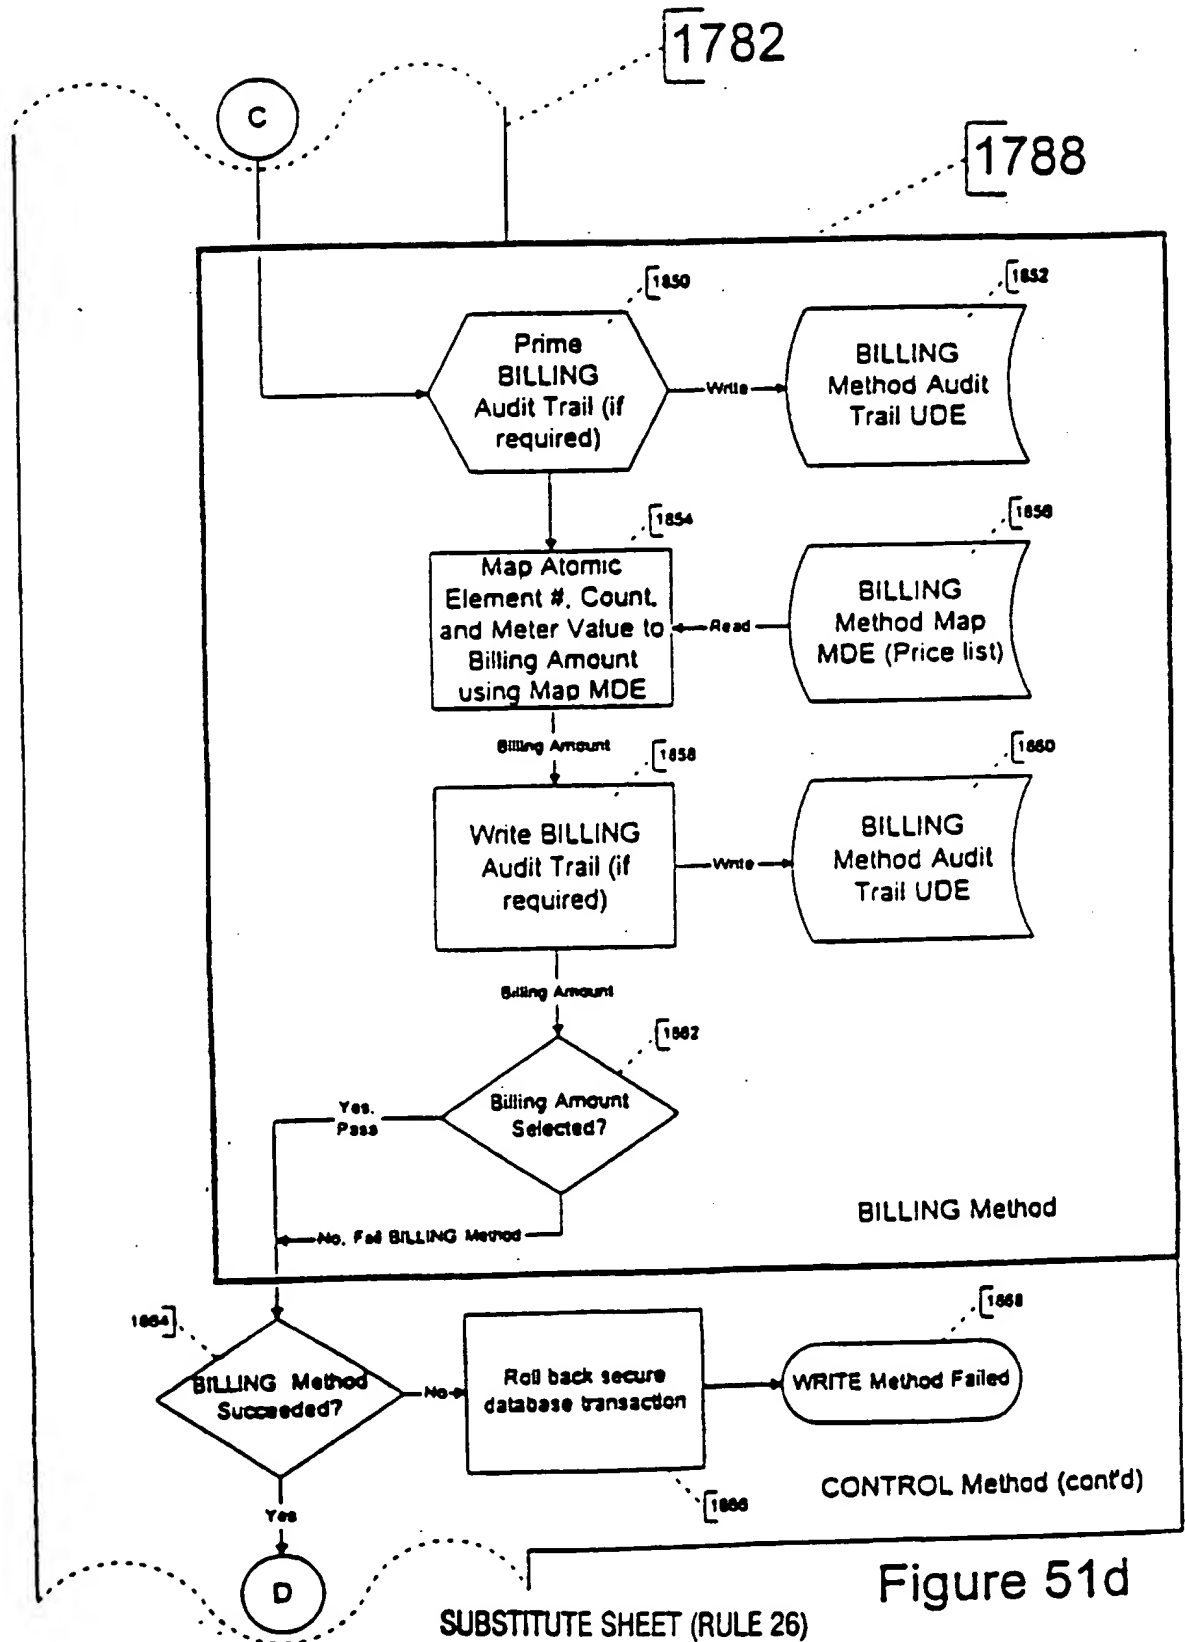 1782
C
1788
1850
1852
Prime
BILLING
Audit Trail (if
required)
Write
BILLING
Method Audit
Trail UDE
1854
1856
Map Atomic
Element #, Count,
and Meter Value to
Billing Amount
using Map MDE
Read
BILLING
Method Map
MDE (Price list)
Billing Amount
1858
1860
Write BILLING
Audit Trail (if
required)
Write
BILLING
Method Audit
Trail UDE
Billing Amount
1862
Billing Amount
Selected?
Yes,
Pass
No, Fail BILLING Method
BILLING Method
1864
BILLING Method
Succeeded?
No
Roll back secure
database transaction
1868
WRITE Method Failed
1866
CONTROL Method (cont'd)
Yes
D
Figure 51d
SUBSTITUTE SHEET (RULE 26)